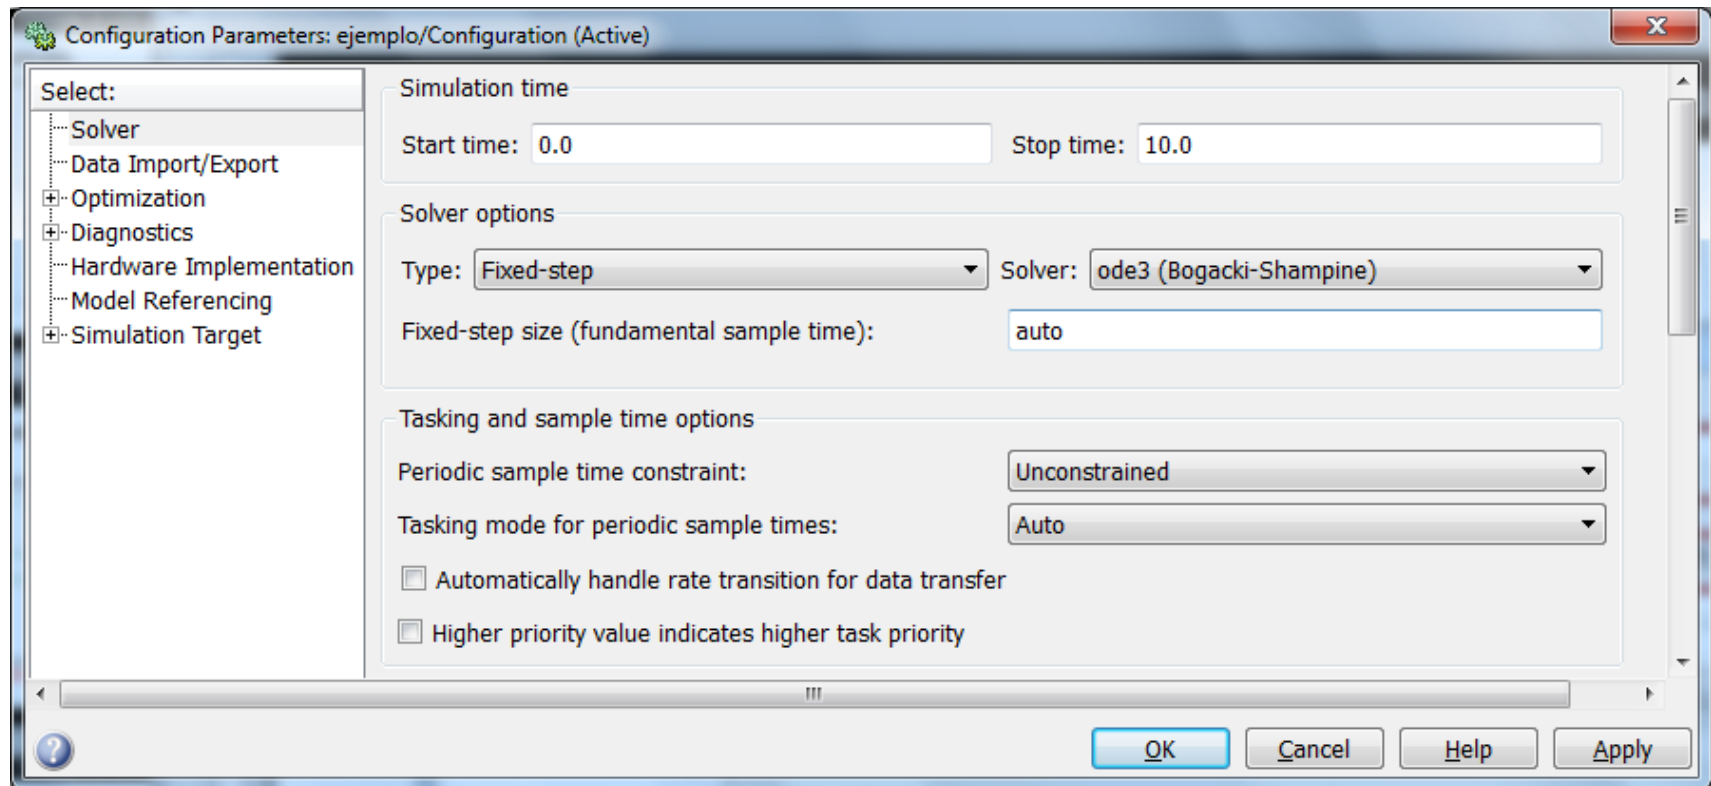 Configuration Parameters: ejemplo/Configuration (Active)
Select:
Solver
Data Import/Export
Optimization
Diagnostics
Hardware Implementation
Model Referencing
Simulation Target
Simulation time
Start time: 0.0 Stop time: 10.0
Solver options
Type: Fixed-step Solver: ode3 (Bogacki-Shampine)
Fixed-step size (fundamental sample time): auto
Tasking and sample time options
Periodic sample time constraint: Unconstrained
Tasking mode for periodic sample times: Auto
Automatically handle rate transition for data transfer
Higher priority value indicates higher task priority
OK Cancel Help Apply